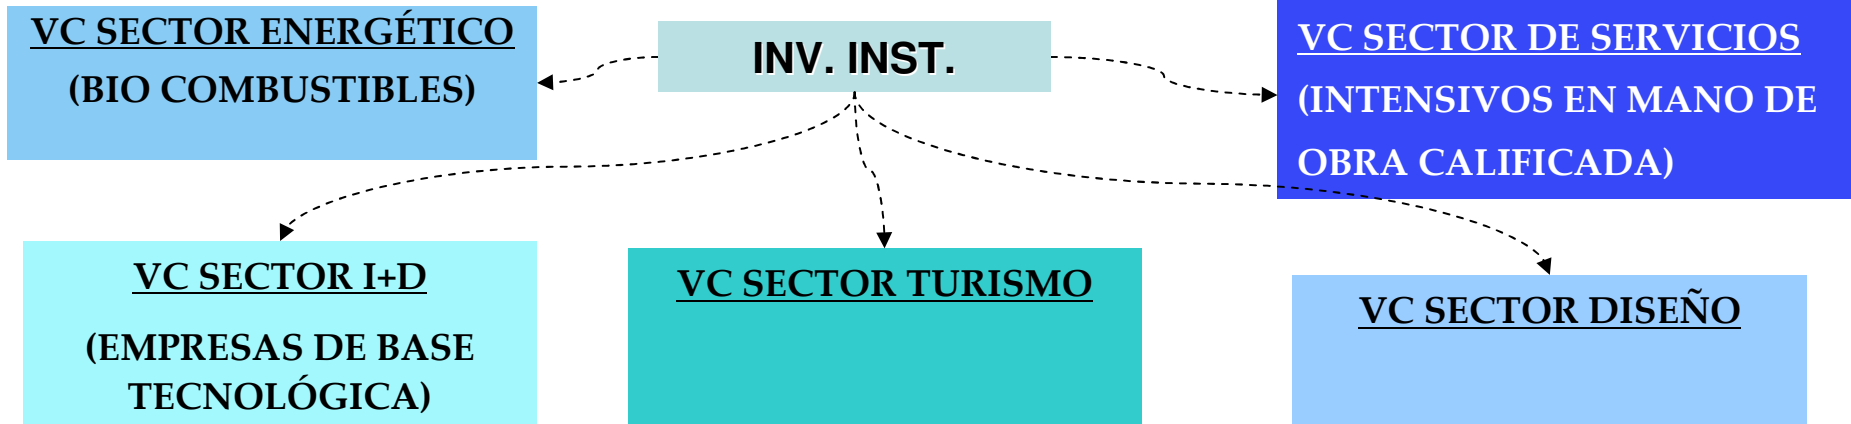 VC SECTOR ENERGÉTICO
(BIO COMBUSTIBLES)
INV. INST.
VC SECTOR DE SERVICIOS
(INTENSIVOS EN MANO DE
OBRA CALIFICADA)
VC SECTOR I+D
(EMPRESAS DE BASE
TECNOLÓGICA)
VC SECTOR TURISMO
VC SECTOR DISEÑO